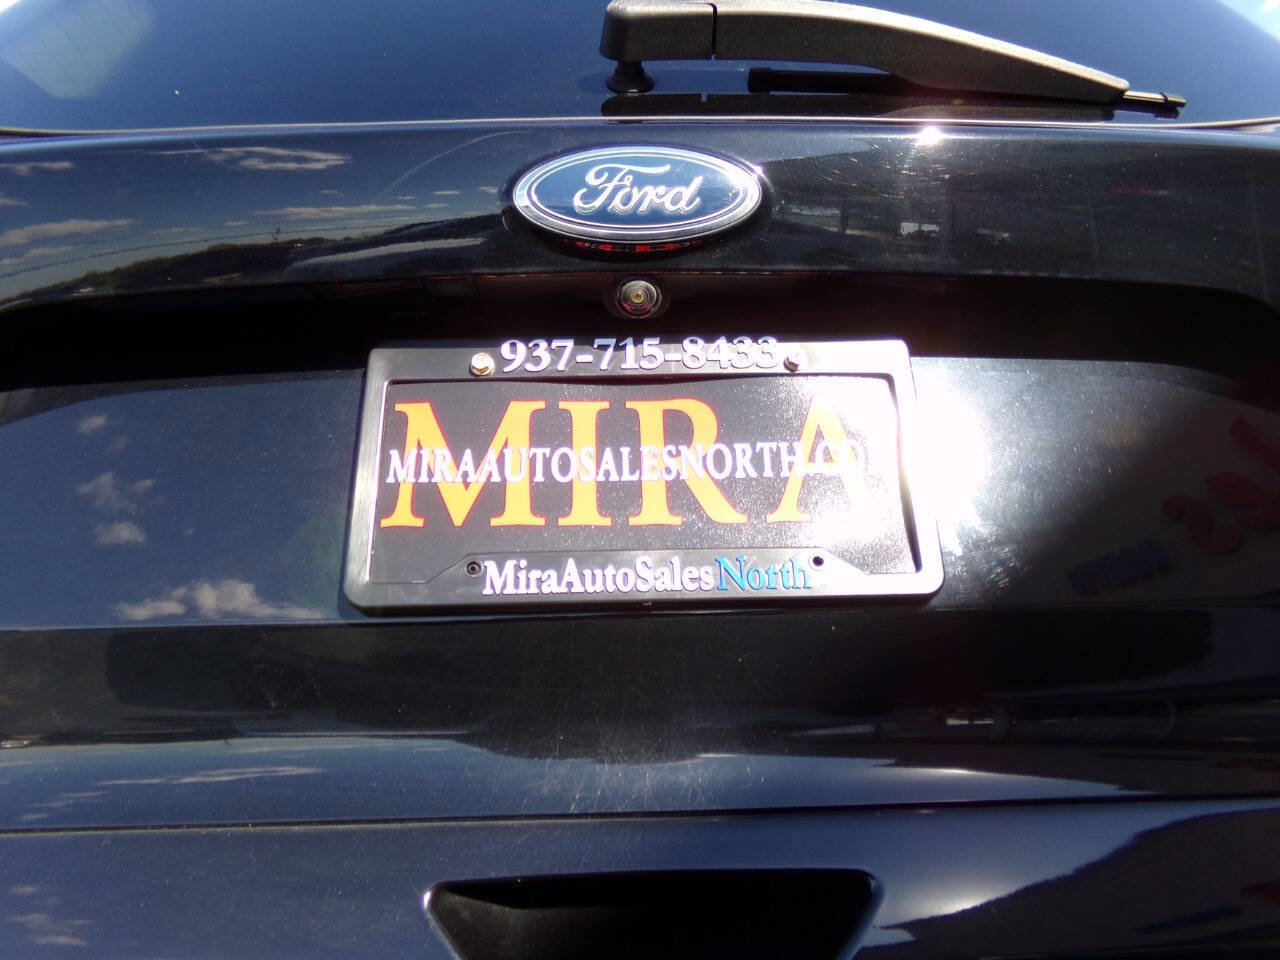 Ford
937-715-8433
MIRA
MIRAAUTOSALESNORTH.CO
MiraAutoSalesNorth